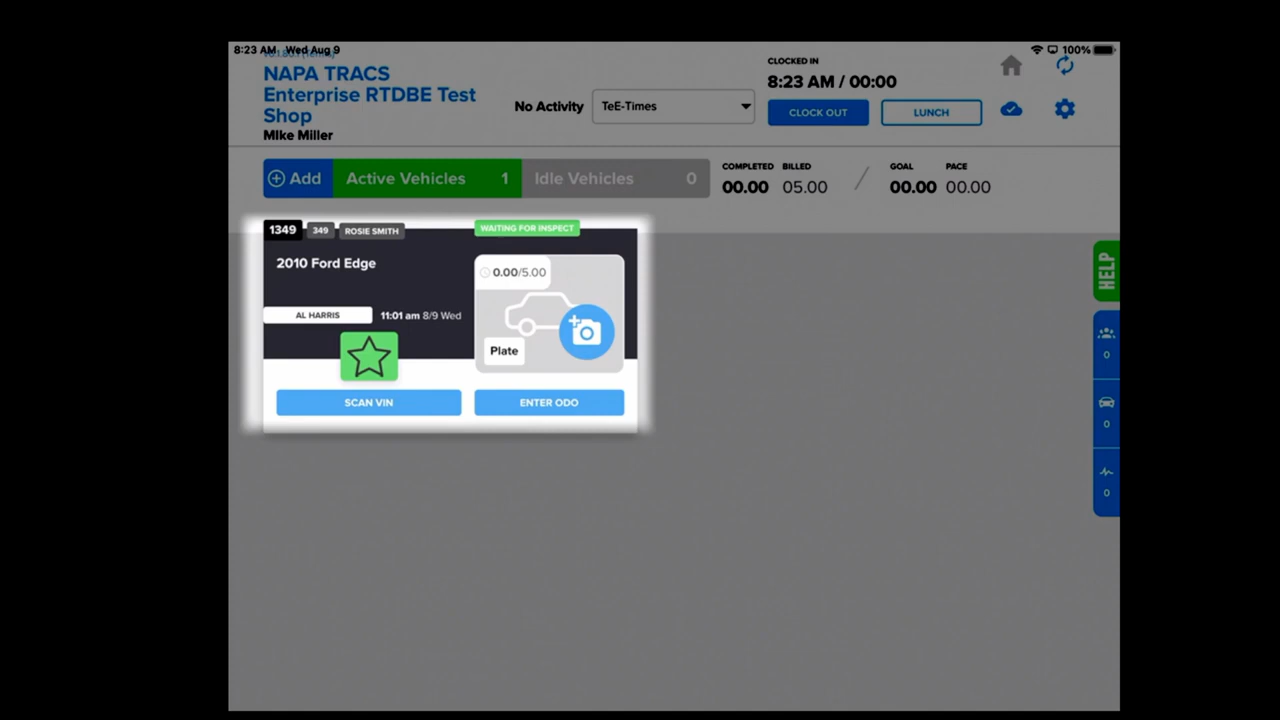 8:23 AM Wed Aug 9
100%
NAPA TRACS
Enterprise RTDBE Test
Shop
MIke Miller
No Activity
TeE-Times
CLOCKED IN
8:23 AM / 00:00
CLOCK OUT
LUNCH
Add
Active Vehicles 1
Idle Vehicles 0
COMPLETED BILLED
00.00 05.00
GOAL PACE
00.00 00.00
1349 349 ROSIE SMITH
WAITING FOR INSPECT
2010 Ford Edge
0.00/5.00
AL HARRIS 11:01 am 8/9 Wed
Plate
SCAN VIN
ENTER ODO
HELP
0
0
0